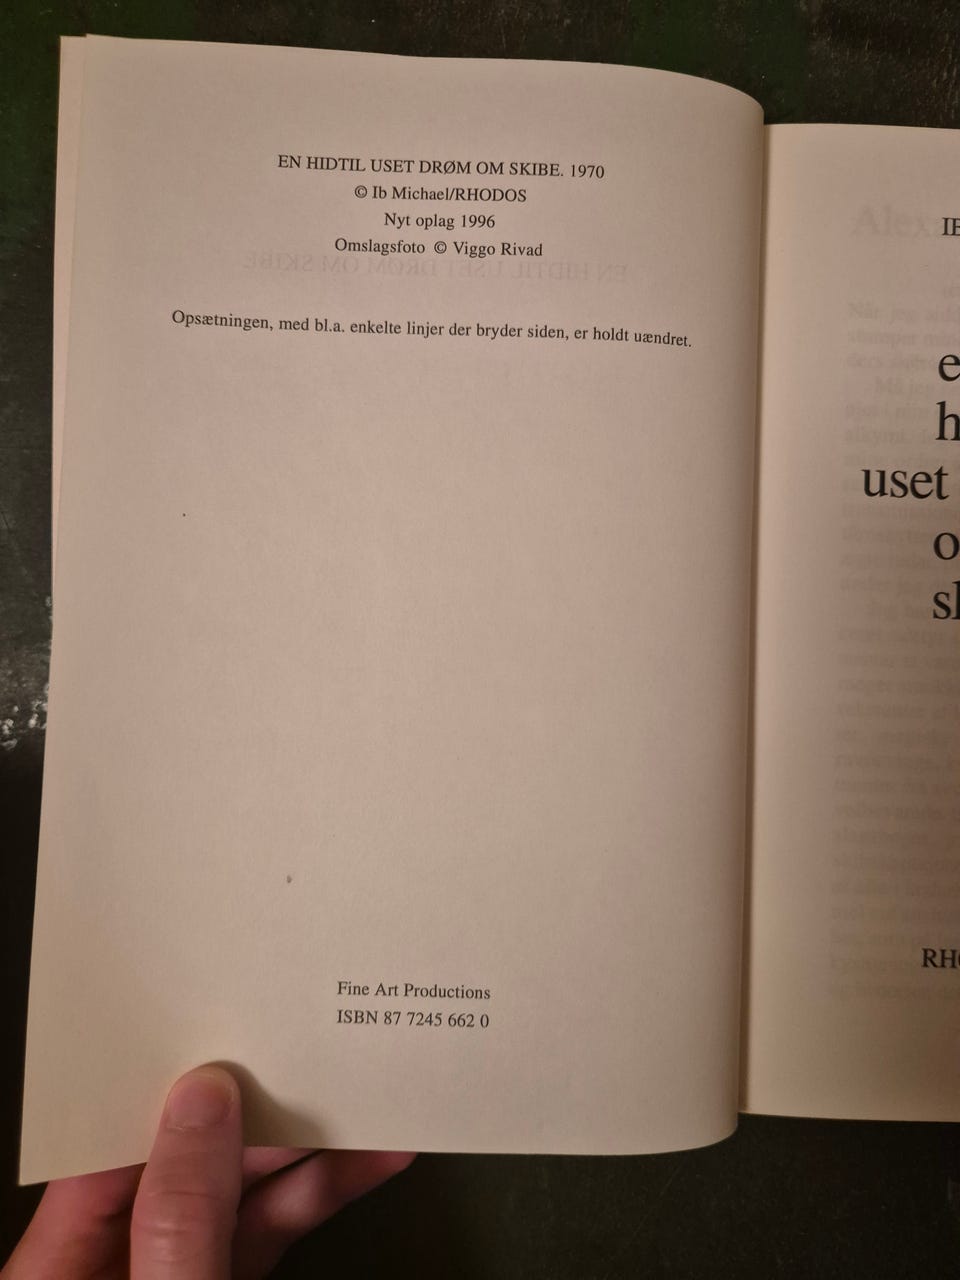 EN HIDTIL USET DRØM OM SKIBE. 1970
© Ib Michael/RHODOS
Nyt oplag 1996
Omslagsfoto © Viggo Rivad
Opsætningen, med bl.a. enkelte linjer der bryder siden, er holdt uændret.
Fine Art Productions
ISBN 87 7245 662 0
uset